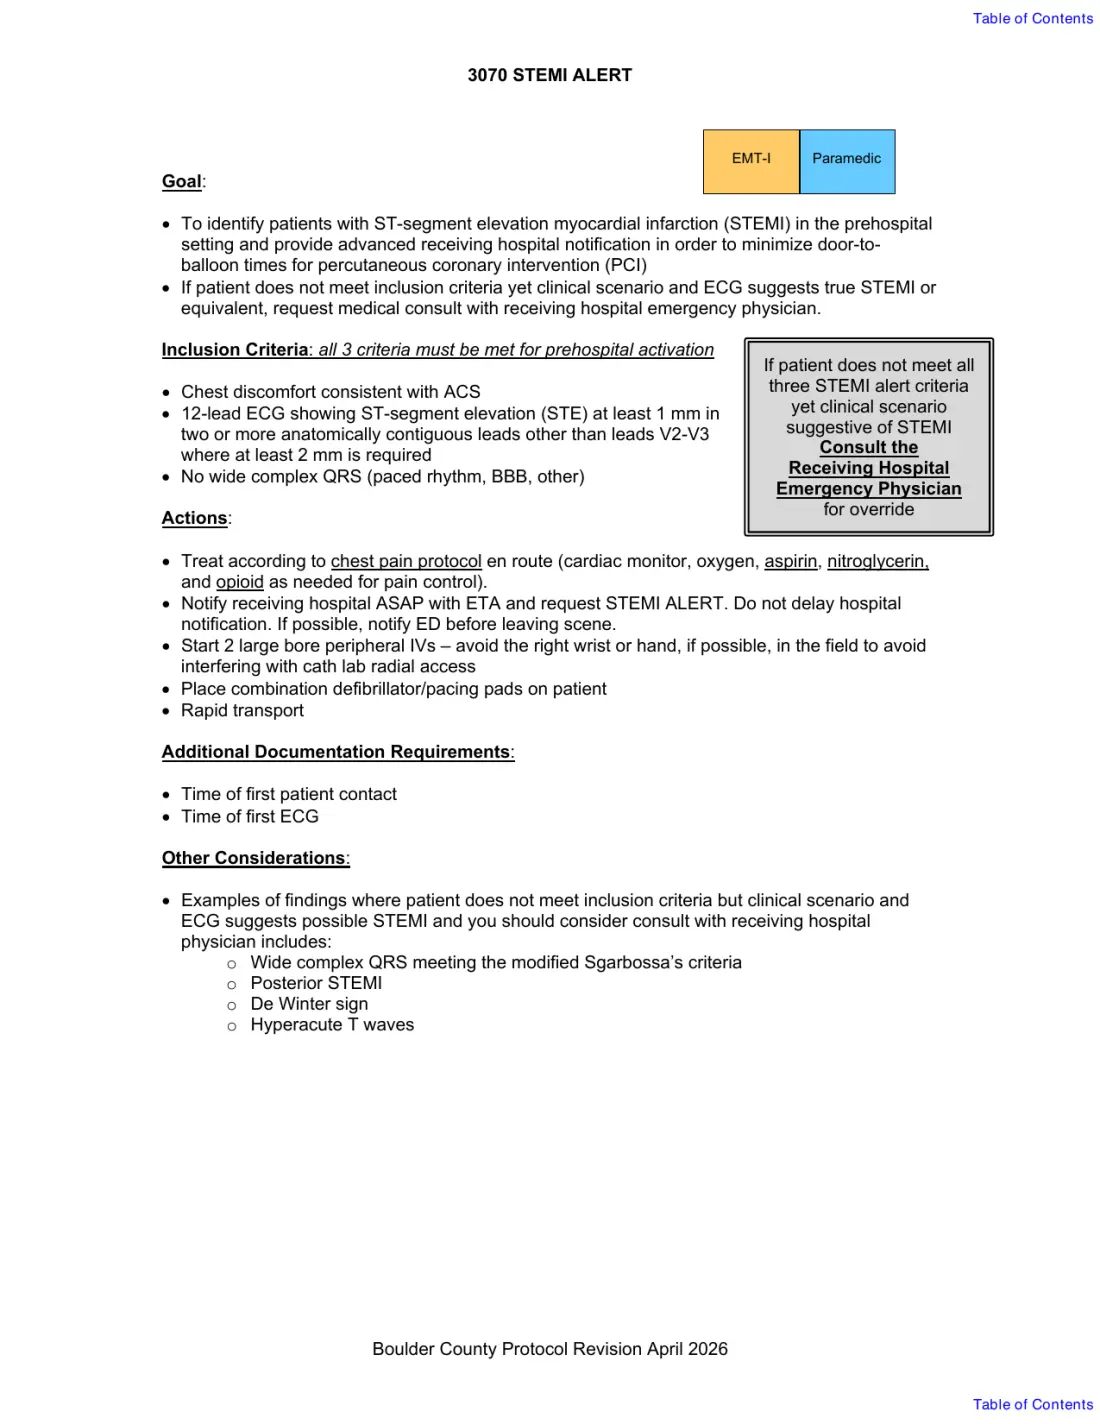 Table of Contents
3070 STEMI ALERT
EMT-I
Paramedic
Goal:
• To identify patients with ST-segment elevation myocardial infarction (STEMI) in the prehospital
setting and provide advanced receiving hospital notification in order to minimize door-to-
balloon times for percutaneous coronary intervention (PCI)
• If patient does not meet inclusion criteria yet clinical scenario and ECG suggests true STEMI or
equivalent, request medical consult with receiving hospital emergency physician.
Inclusion Criteria: all 3 criteria must be met for prehospital activation
• Chest discomfort consistent with ACS
• 12-lead ECG showing ST-segment elevation (STE) at least 1 mm in
two or more anatomically contiguous leads other than leads V2-V3
where at least 2 mm is required
• No wide complex QRS (paced rhythm, BBB, other)
If patient does not meet all
three STEMI alert criteria
yet clinical scenario
suggestive of STEMI
Consult the
Receiving Hospital
Emergency Physician
for override
Actions:
• Treat according to chest pain protocol en route (cardiac monitor, oxygen, aspirin, nitroglycerin,
and opioid as needed for pain control).
• Notify receiving hospital ASAP with ETA and request STEMI ALERT. Do not delay hospital
notification. If possible, notify ED before leaving scene.
• Start 2 large bore peripheral IVs – avoid the right wrist or hand, if possible, in the field to avoid
interfering with cath lab radial access
• Place combination defibrillator/pacing pads on patient
• Rapid transport
Additional Documentation Requirements:
• Time of first patient contact
• Time of first ECG
Other Considerations:
• Examples of findings where patient does not meet inclusion criteria but clinical scenario and
ECG suggests possible STEMI and you should consider consult with receiving hospital
physician includes:
o Wide complex QRS meeting the modified Sgarbossa's criteria
o Posterior STEMI
o De Winter sign
o Hyperacute T waves
Boulder County Protocol Revision April 2026
Table of Contents